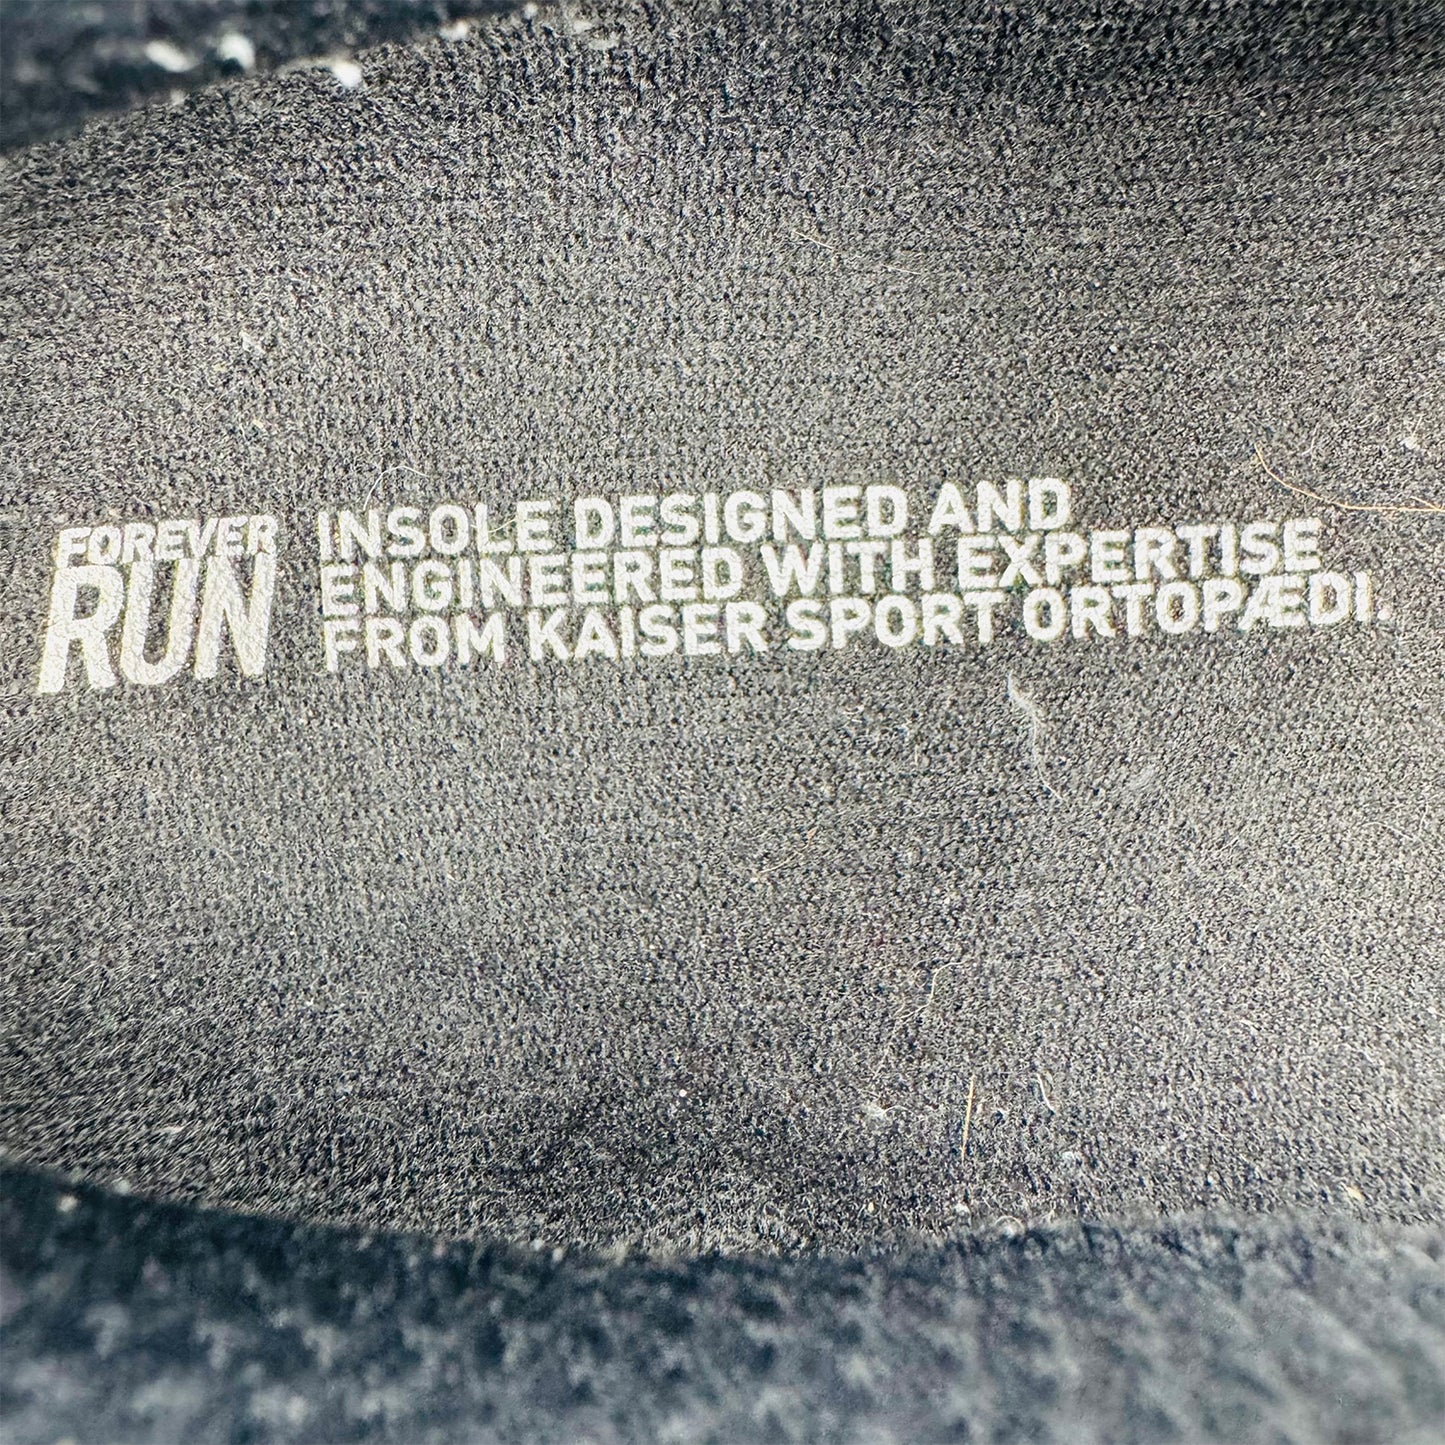 FOREVER
RUN
INSOLE DESIGNED AND
ENGINEERED WITH EXPERTISE
FROM KAISER SPORT ORTOPÆDI.